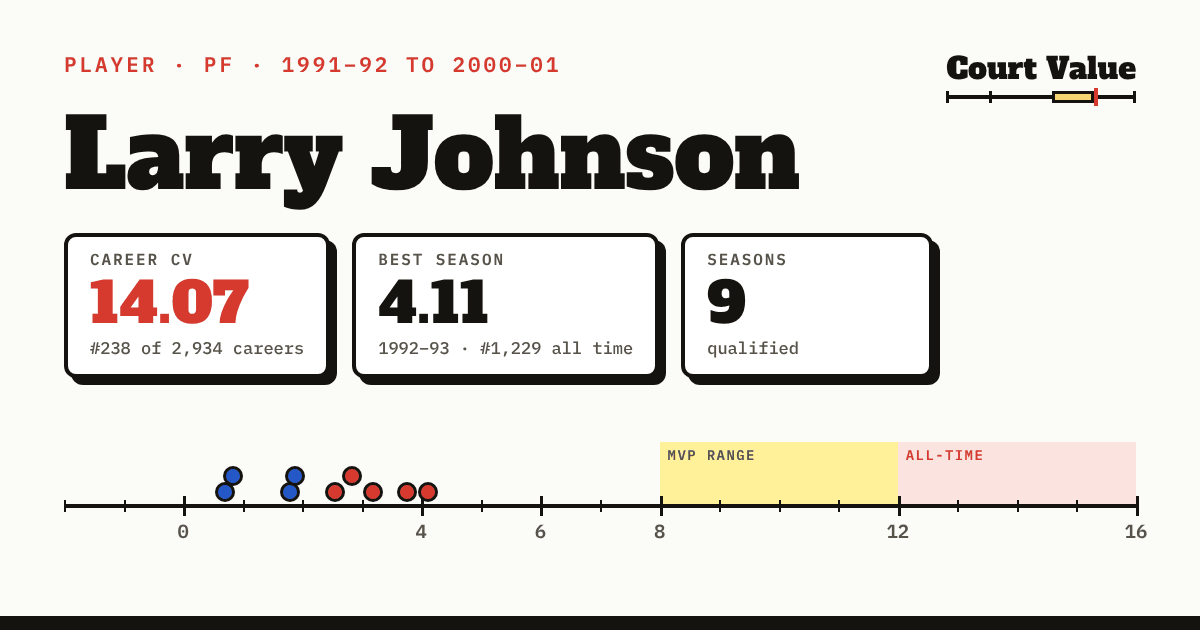 PLAYER · PF · 1991–92 TO 2000–01
Court Value
Larry Johnson
CAREER CV
14.07
#238 of 2,934 careers
BEST SEASON
4.11
1992–93 · #1,229 all time
SEASONS
9
qualified
MVP RANGE
ALL-TIME
0 4 6 8 12 16